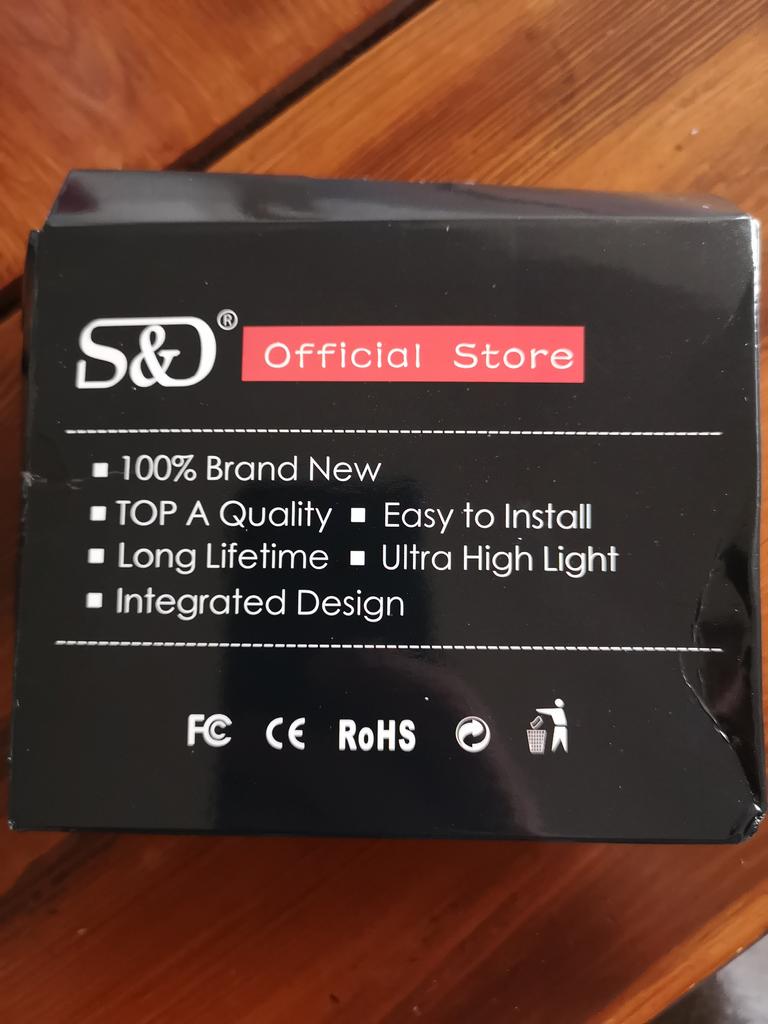 S&D® Official Store
100% Brand New
TOP A Quality Easy to Install
Long Lifetime Ultra High Light
Integrated Design
FC CE RoHS